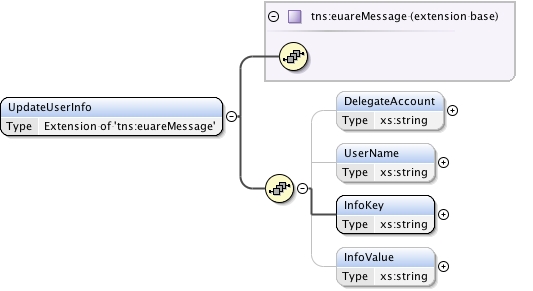 tns:euareMessage (extension base)
UpdateUserInfo
Type Extension of 'tns:euareMessage'
DelegateAccount
Type xs:string
UserName
Type xs:string
InfoKey
Type xs:string
InfoValue
Type xs:string